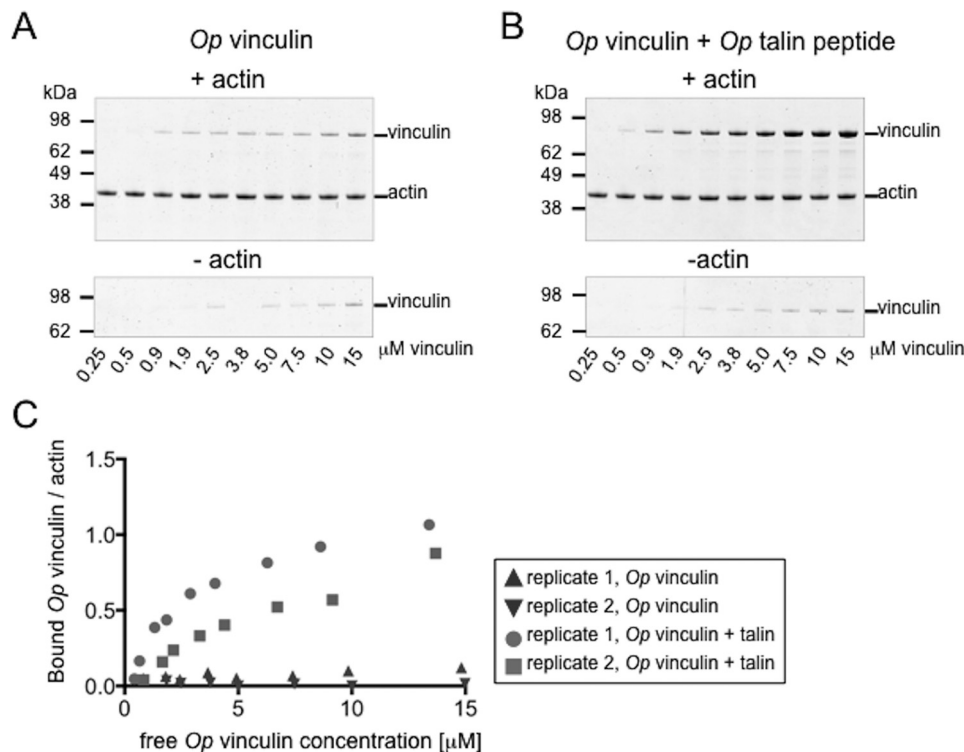 A
Op vinculin
+ actin
kDa
98
62
49
38
vinculin
actin
- actin
98
62
vinculin
0.25 0.5 0.9 1.9 2.5 3.8 5.0 7.5 10 15 μM vinculin
B
Op vinculin + Op talin peptide
+ actin
kDa
98
62
49
38
vinculin
actin
-actin
98
62
vinculin
0.25 0.5 0.9 1.9 2.5 3.8 5.0 7.5 10 15 μM vinculin
C
Bound Op vinculin / actin
1.5
1.0
0.5
0.0
0 5 10 15
free Op vinculin concentration [μM]
replicate 1, Op vinculin
replicate 2, Op vinculin
replicate 1, Op vinculin + talin
replicate 2, Op vinculin + talin